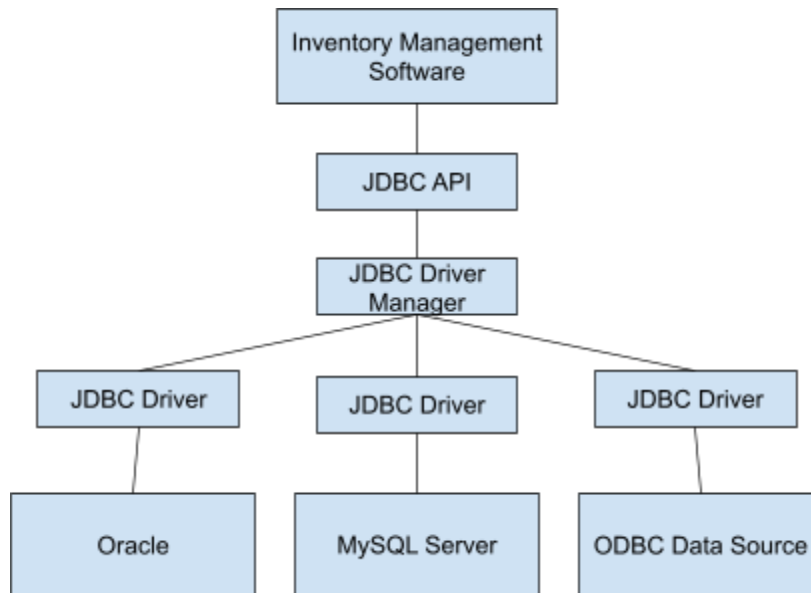 Inventory Management
Software
JDBC API
JDBC Driver
Manager
JDBC Driver
JDBC Driver
JDBC Driver
Oracle
MySQL Server
ODBC Data Source